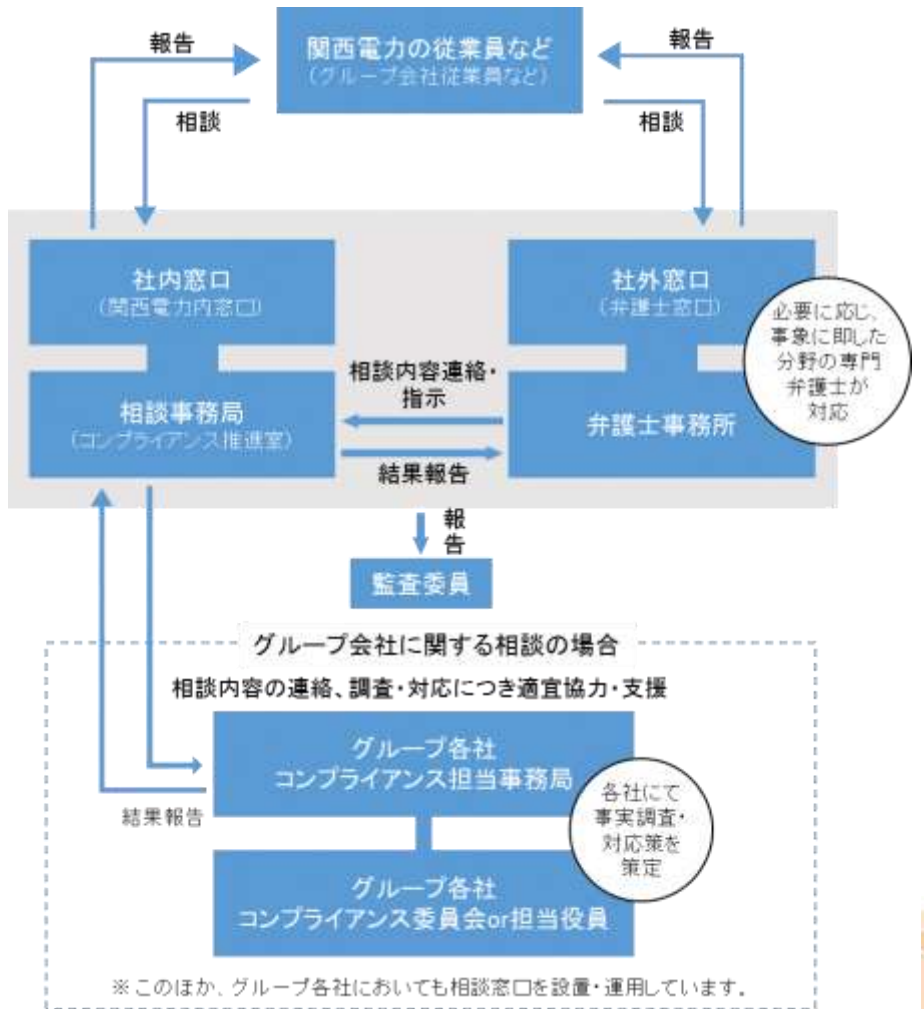 関西電力の従業員など
(グループ会社従業員など)
報告
報告
相談
相談
社内窓口
(関西電力内窓口)
社外窓口
(弁護士窓口)
必要に応じ、
事象に即した
分野の専門
弁護士が
対応
相談事務局
(コンプライアンス推進室)
相談内容連絡・
指示
結果報告
弁護士事務所
報
告
監査委員
グループ会社に関する相談の場合
相談内容の連絡、調査・対応につき適宜協力・支援
グループ各社
コンプライアンス担当事務局
結果報告
各社にて
事実調査・
対応策を
策定
グループ各社
コンプライアンス委員会or担当役員
※このほか、グループ各社においても相談窓口を設置・運用しています。